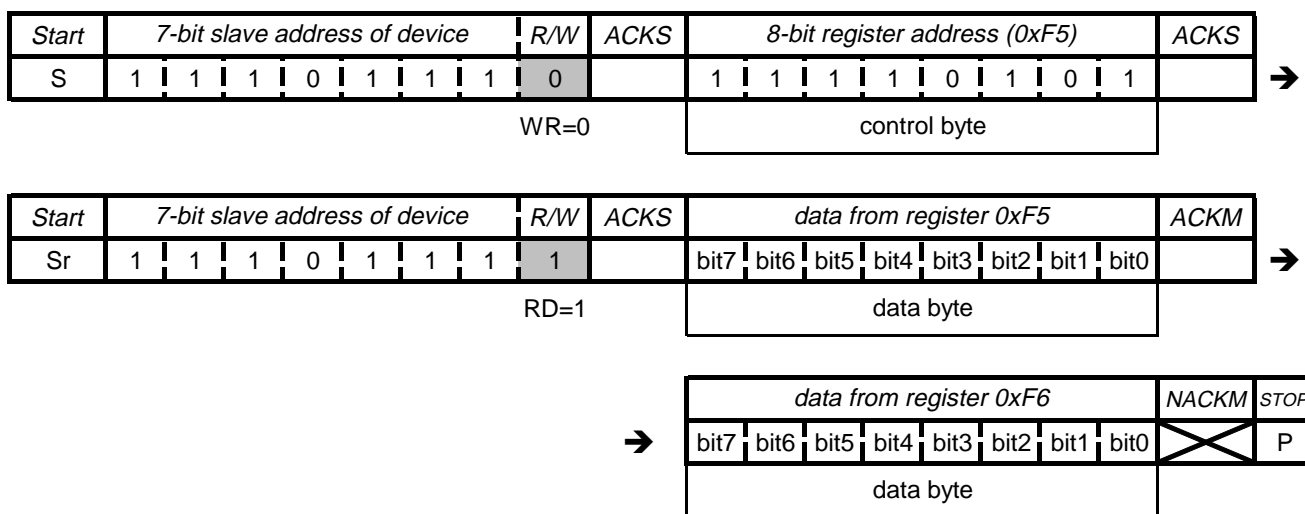 Start 7-bit slave address of device R/W ACKS 8-bit register address (0xF5) ACKS
S 1 1 1 0 1 1 1 0 1 1 1 1 0 1 0 1 ➔
WR=0 control byte
Start 7-bit slave address of device R/W ACKS data from register 0xF5 ACKM
Sr 1 1 1 0 1 1 1 1 bit7 bit6 bit5 bit4 bit3 bit2 bit1 bit0 ➔
RD=1 data byte
data from register 0xF6 NACKM STOP
➔ bit7 bit6 bit5 bit4 bit3 bit2 bit1 bit0 P
data byte